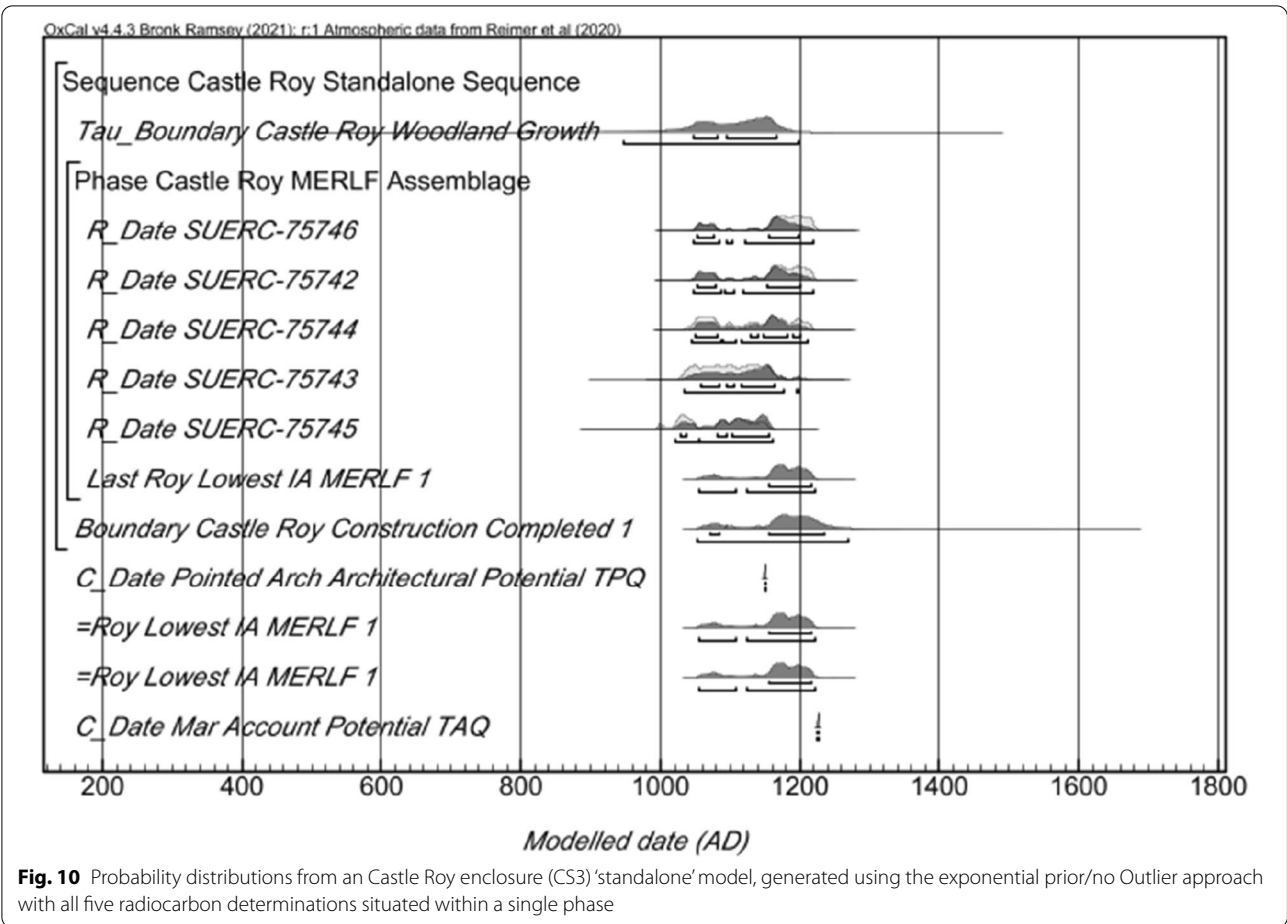 OxCal v4.4.3 Bronk Ramsey (2021); r:1 Atmospheric data from Reimer et al (2020)
Sequence Castle Roy Standalone Sequence
Tau_Boundary Castle Roy Woodland Growth
Phase Castle Roy MERLF Assemblage
R_Date SUERC-75746
R_Date SUERC-75742
R_Date SUERC-75744
R_Date SUERC-75743
R_Date SUERC-75745
Last Roy Lowest IA MERLF 1
Boundary Castle Roy Construction Completed 1
C_Date Pointed Arch Architectural Potential TPQ
=Roy Lowest IA MERLF 1
=Roy Lowest IA MERLF 1
C_Date Mar Account Potential TAQ
200 400 600 800 1000 1200 1400 1600 1800
Modelled date (AD)
Fig. 10 Probability distributions from an Castle Roy enclosure (CS3) ‘standalone’ model, generated using the exponential prior/no Outlier approach
with all five radiocarbon determinations situated within a single phase